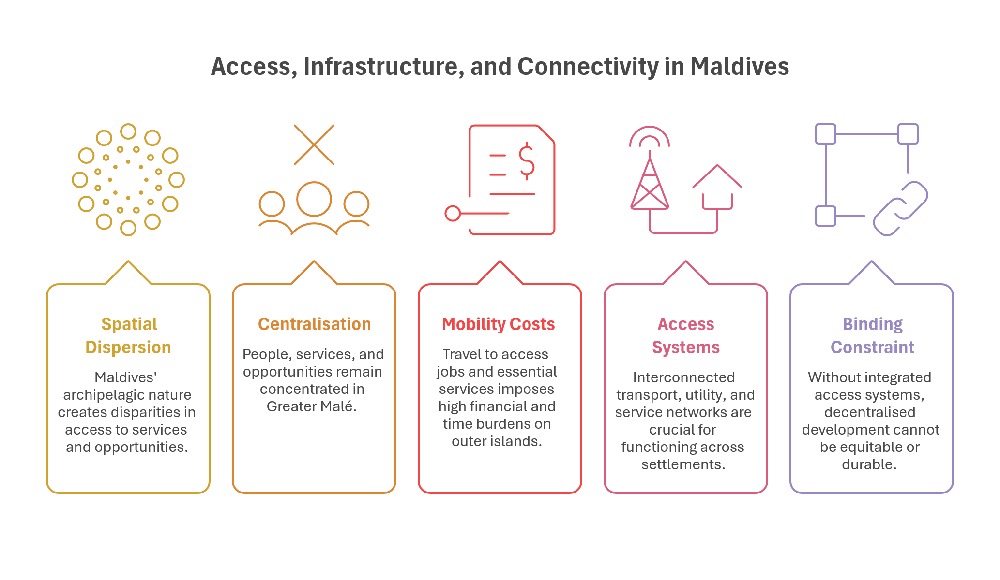 Access, Infrastructure, and Connectivity in Maldives
$
Spatial
Dispersion
Maldives'
archipelagic nature
creates disparities in
access to services
and opportunities.
Centralisation
People, services, and
opportunities remain
concentrated in
Greater Malé.
Mobility Costs
Travel to access
jobs and essential
services imposes
high financial and
time burdens on
outer islands.
Access
Systems
Interconnected
transport, utility, and
service networks are
crucial for
functioning across
settlements.
Binding
Constraint
Without integrated
access systems,
decentralised
development cannot
be equitable or
durable.